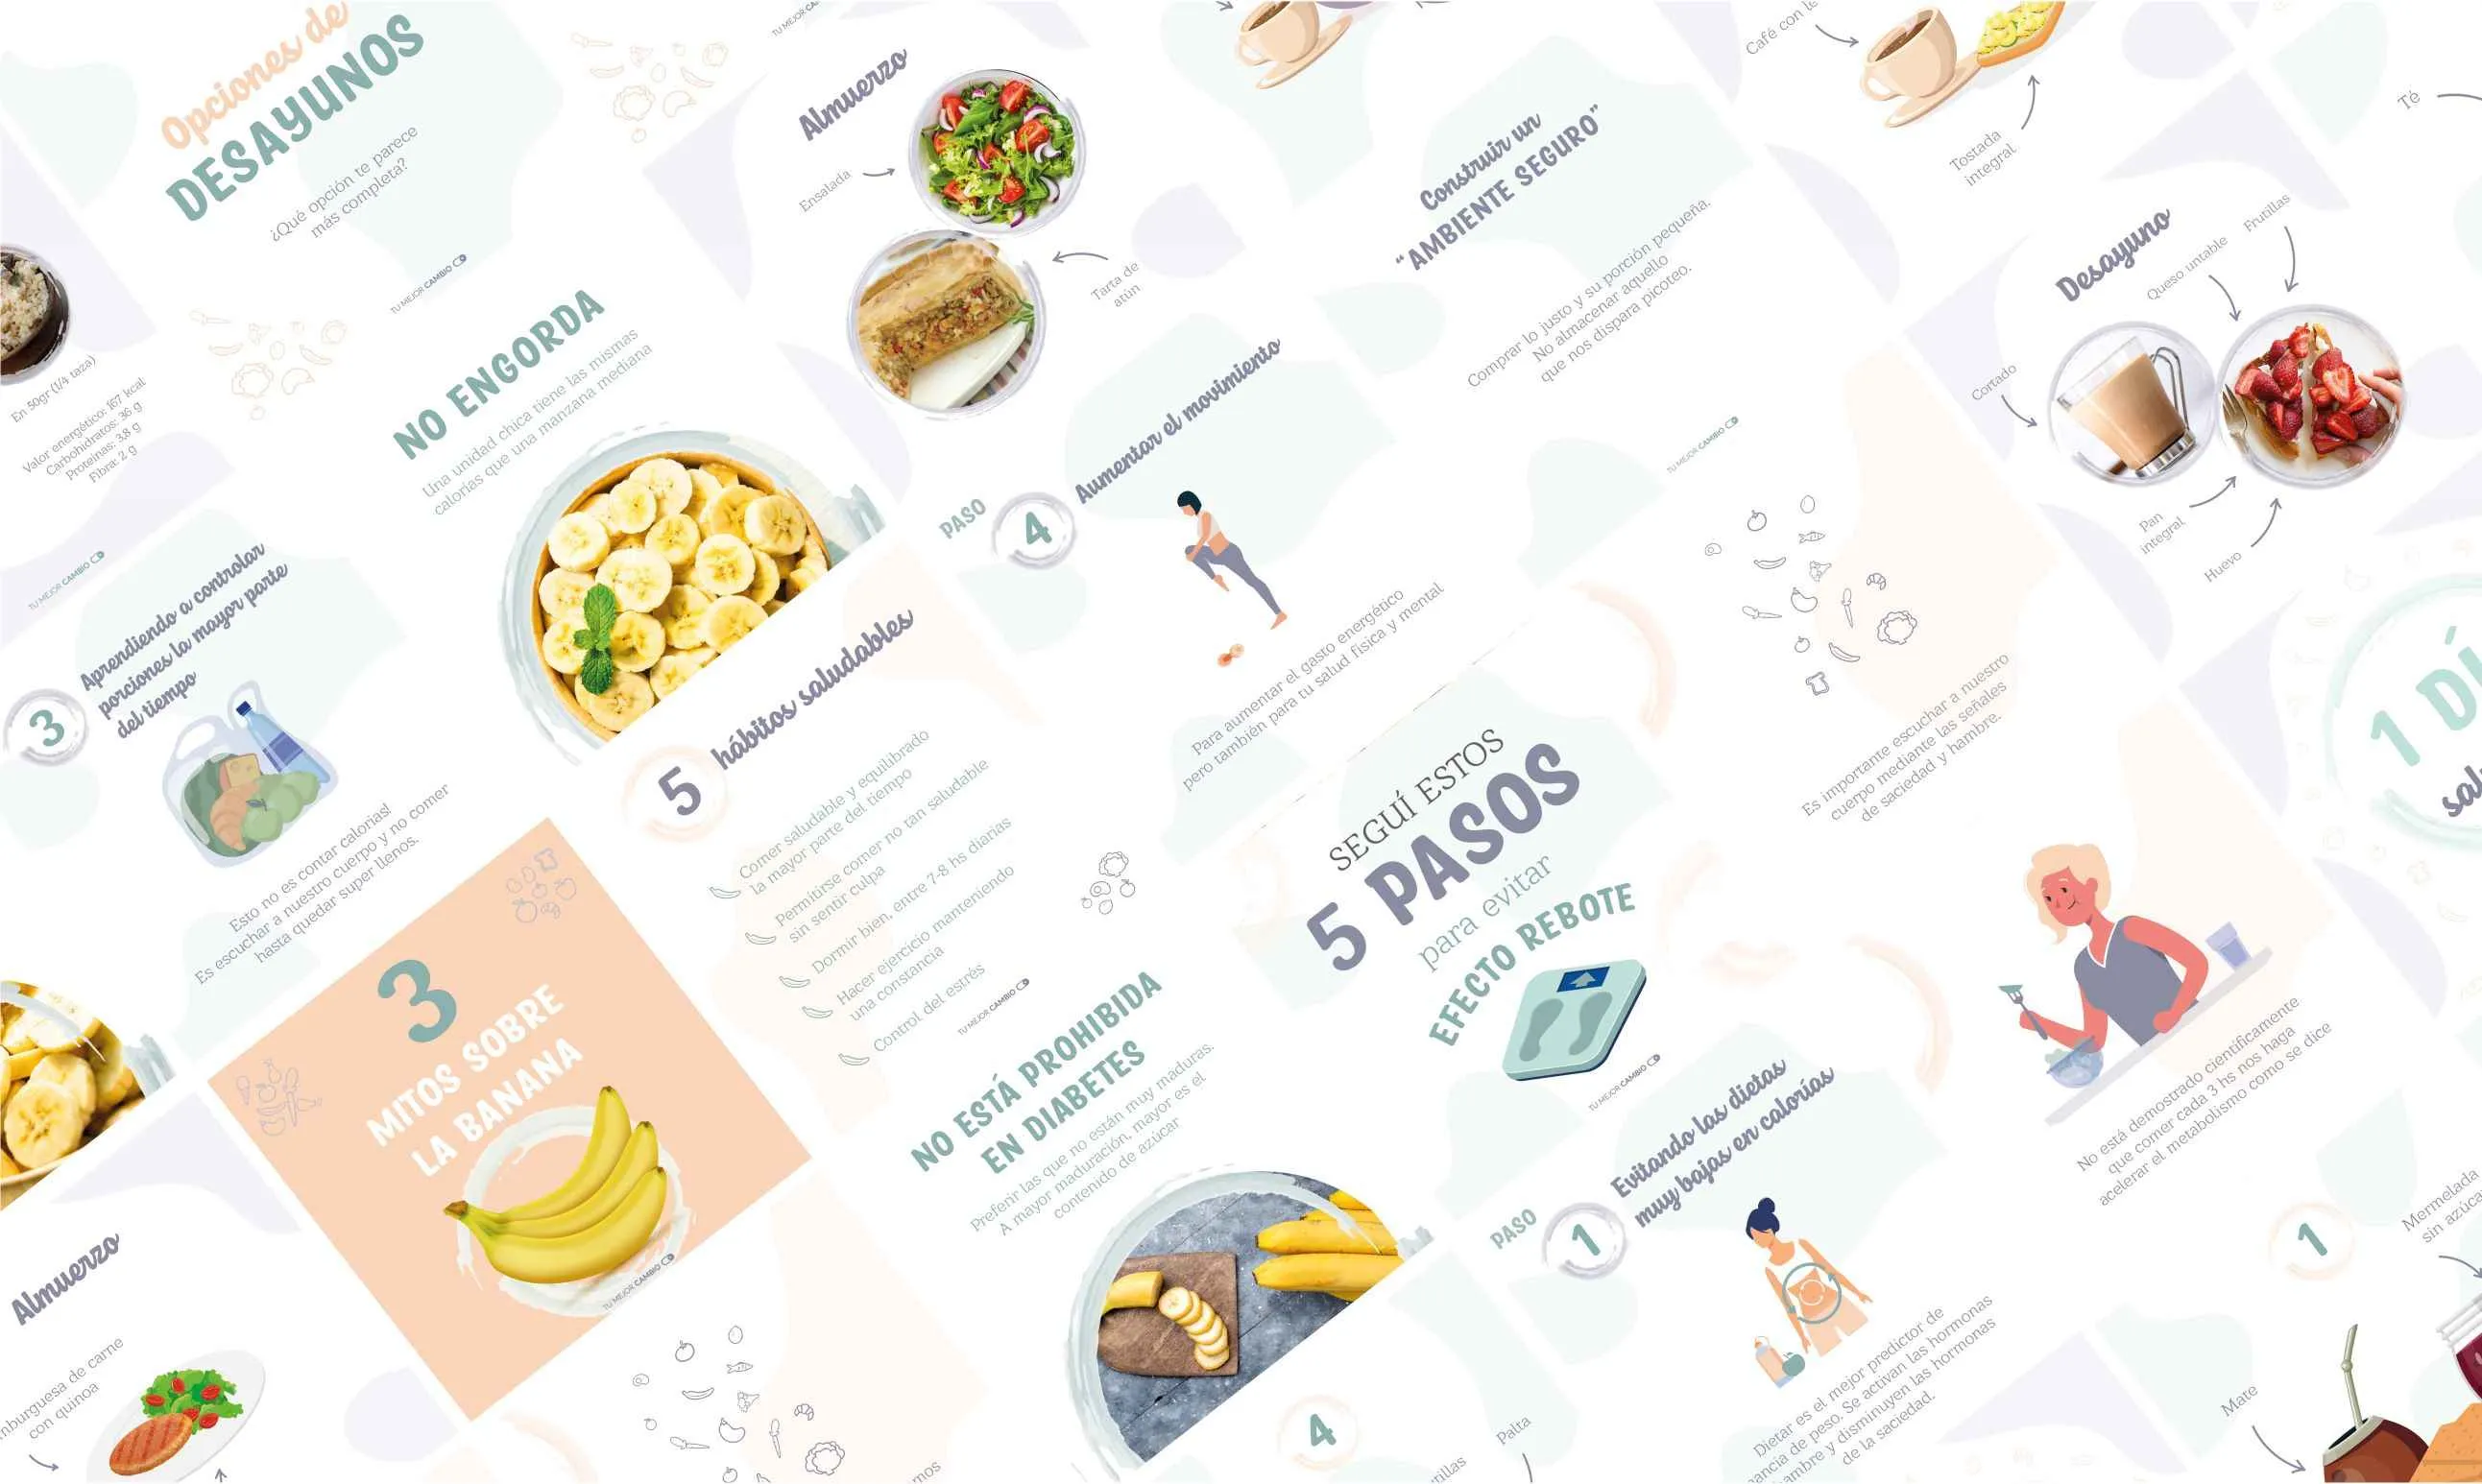 Opciones de
DESAYUNOS
¿Qué opción te parece
más completa?
TU MEJOR CAMBIO
En 50gr (1/4 taza)
Valor energético: 167 kcal
Carbohidratos: 36 g
Proteínas: 3,8 g
Fibra: 2 g
NO ENGORDA
Una unidad chica tiene las mismas
calorías que una manzana mediana
Almuerzo
Ensalada
Tarta de
atún
Construir un
“AMBIENTE SEGURO”
Comprar lo justo y su porción pequeña.
No almacenar aquello
que nos dispara picoteo.
TU MEJOR CAMBIO
Café con le
Tostada
integral
Té
Desayuno
Queso untable
Frutillas
Cortado
Pan
integral
Huevo
PASO
4
Aumentar el movimiento
Para aumentar el gasto energético
pero también para tu salud física y mental
TU MEJOR CAMBIO
3
Aprendiendo a controlar
porciones la mayor parte
del tiempo
Esto no es contar calorías!
Es escuchar a nuestro cuerpo y no comer
hasta quedar super llenos.
5
hábitos saludables
Comer saludable y equilibrado
la mayor parte del tiempo
Permitirse comer no tan saludable
sin sentir culpa
Dormir bien, entre 7-8 hs diarias
Hacer ejercicio manteniendo
una constancia
Control del estrés
TU MEJOR CAMBIO
SEGUÍ ESTOS
5 PASOS
para evitar
EFECTO REBOTE
TU MEJOR CAMBIO
Es importante escuchar a nuestro
cuerpo mediante las señales
de saciedad y hambre.
1 DÍ
sal
3
MITOS SOBRE
LA BANANA
TU MEJOR CAMBIO
NO ESTÁ PROHIBIDA
EN DIABETES
Preferir las que no están muy maduras.
A mayor maduración, mayor es el
contenido de azúcar
PASO
1
Evitando las dietas
muy bajas en calorías
Dietar es el mejor predictor de
nancia de peso. Se activan las hormonas
ambre y disminuyen las hormonas
de la saciedad.
No está demostrado científicamente
que comer cada 3 hs nos haga
acelerar el metabolismo como se dice
1
Mermelada
sin azúca
Mate
Almuerzo
mburguesa de carne
con quinoa
4
Palta
tillas
mos